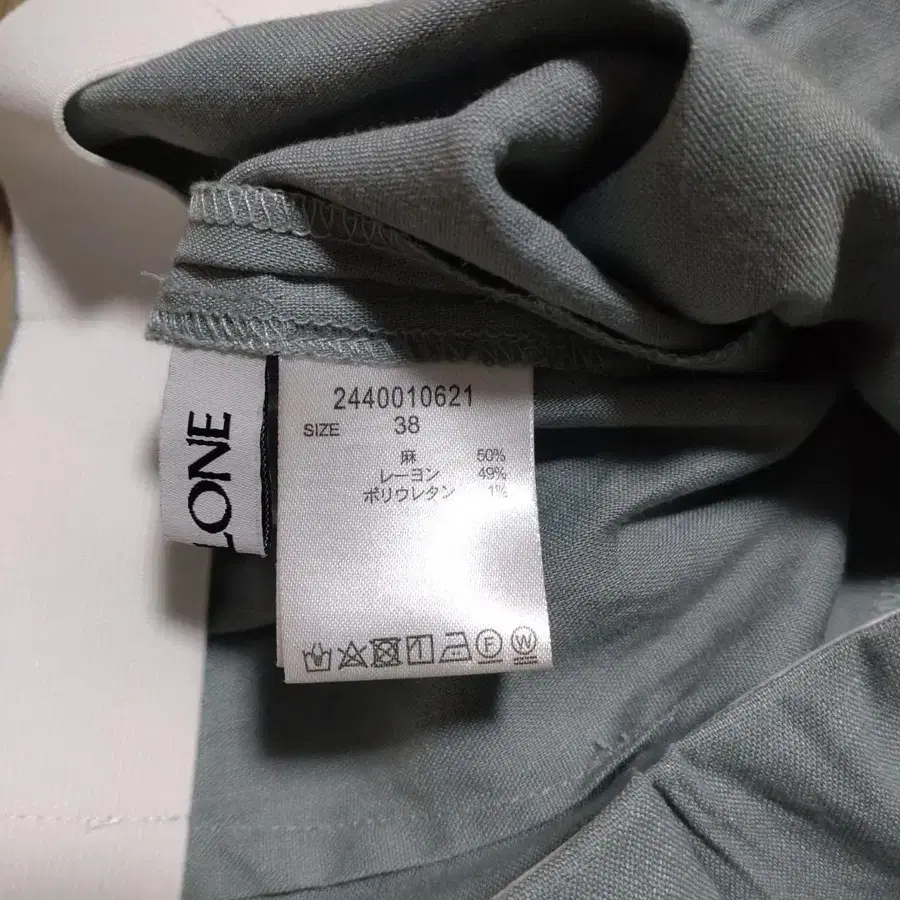 2440010621
SIZE 38
麻 50%
レーヨン 49%
ポリウレタン 1%
LONE
F W